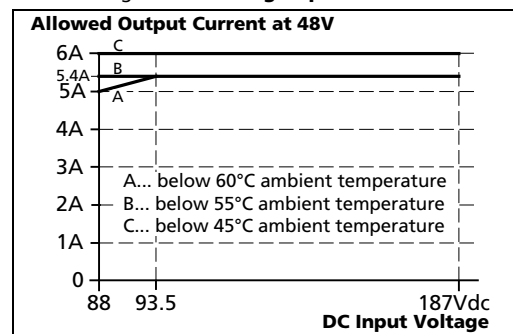 Allowed Output Current at 48V
6A
C
5.4A
B
5A
A
4A
3A
A... below 60°C ambient temperature
2A
B... below 55°C ambient temperature
C... below 45°C ambient temperature
1A
0
88 93.5 187Vdc
DC Input Voltage